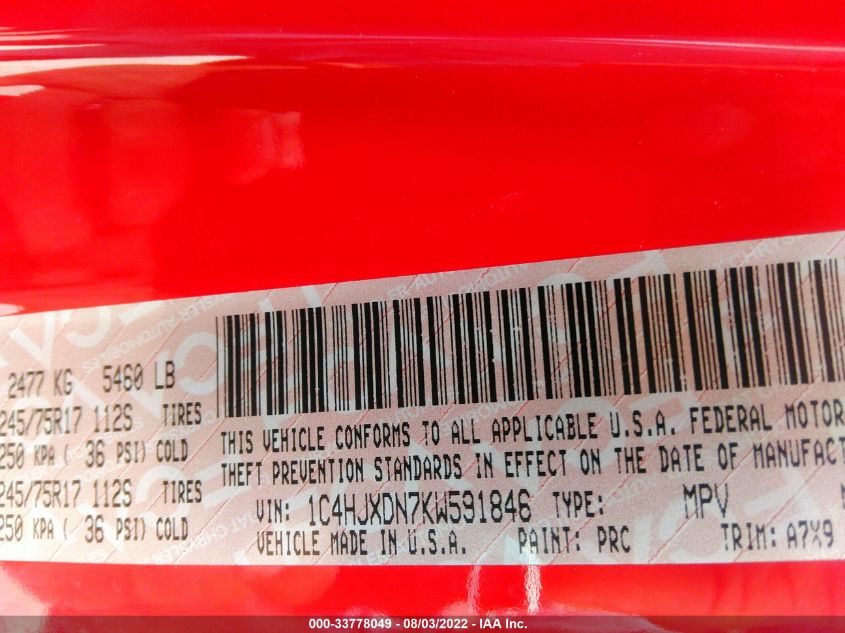 2477 KG 5460 LB
245/75R17 112S TIRES
250 KPA ( 36 PSI) COLD
245/75R17 112S TIRES
250 KPA ( 36 PSI) COLD
THIS VEHICLE CONFORMS TO ALL APPLICABLE U.S.A. FEDERAL MOTOR
THEFT PREVENTION STANDARDS IN EFFECT ON THE DATE OF MANUFACT
VIN: 1C4HJXDN7KW591846 TYPE: MPV
VEHICLE MADE IN U.S.A. PAINT: PRC TRIM: A7X9
000-33778049 - 08/03/2022 - IAA Inc.